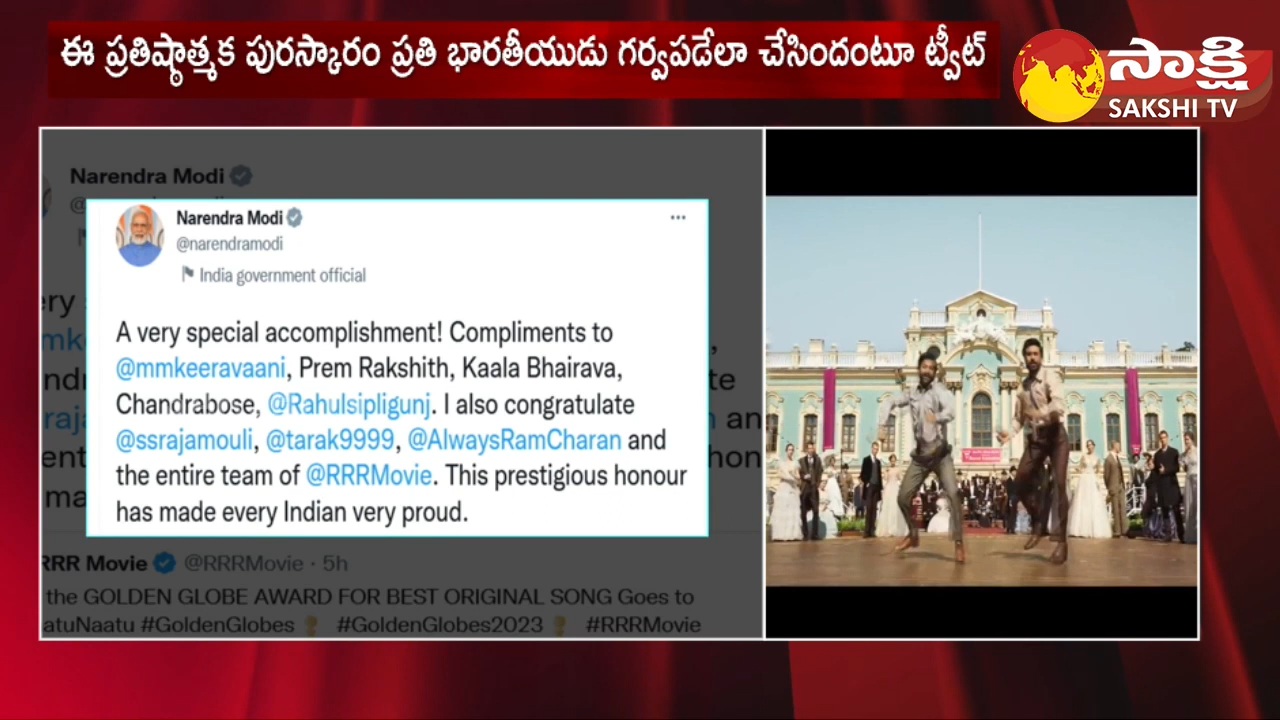 ఈ ప్రతిష్ఠాత్మక పురస్కారం ప్రతి భారతీయుడు గర్వపడేలా చేసిందంటూ ట్వీట్
సాక్షి
SAKSHI TV
Narendra Modi
Narendra Modi
@narendramodi
India government official
A very special accomplishment! Compliments to
@mmkeeravaani, Prem Rakshith, Kaala Bhairava,
Chandrabose, @Rahulsipligunj. I also congratulate
@ssrajamouli, @tarak9999, @AlwaysRamCharan and
the entire team of @RRRMovie. This prestigious honour
has made every Indian very proud.
RRR Movie @RRRMovie · 5h
the GOLDEN GLOBE AWARD FOR BEST ORIGINAL SONG Goes to
atuNaatu #GoldenGlobes #GoldenGlobes2023 #RRRMovie